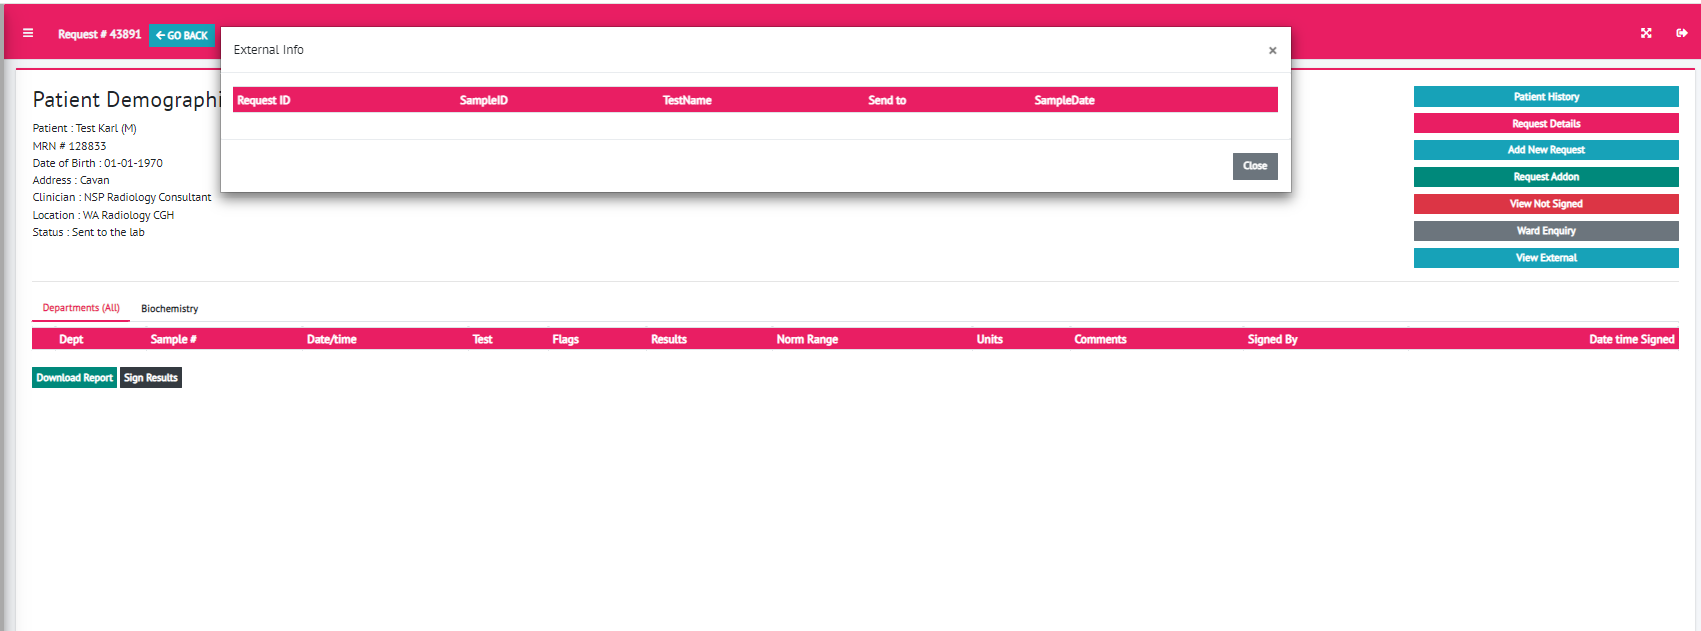 Request # 43891 GO BACK
External Info ×
Request ID SampleID TestName Send to SampleDate
Close
Patient Demographi
Patient : Test Karl (M)
MRN # 128833
Date of Birth : 01-01-1970
Address : Cavan
Clinician : NSP Radiology Consultant
Location : WA Radiology CGH
Status : Sent to the lab
Patient History
Request Details
Add New Request
Request Addon
View Not Signed
Ward Enquiry
View External
Departments (All) Biochemistry
Dept Sample # Date/time Test Flags Results Norm Range Units Comments Signed By Date time Signed
Download Report Sign Results